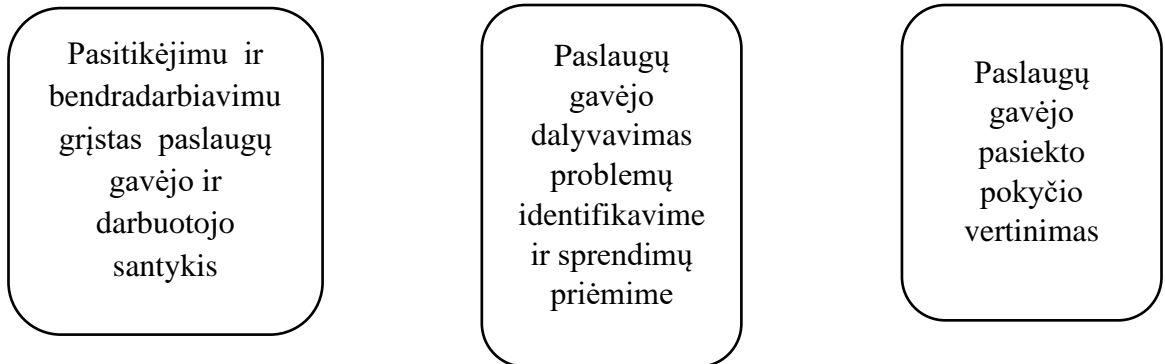 Pasitikėjimu ir
bendradarbiavimu
grįstas paslaugų
gavėjo ir
darbuotojo
santykis
Paslaugų
gavėjo
dalyvavimas
problemų
identifikavime
ir sprendimų
priėmime
Paslaugų
gavėjo
pasiekto
pokyčio
vertinimas